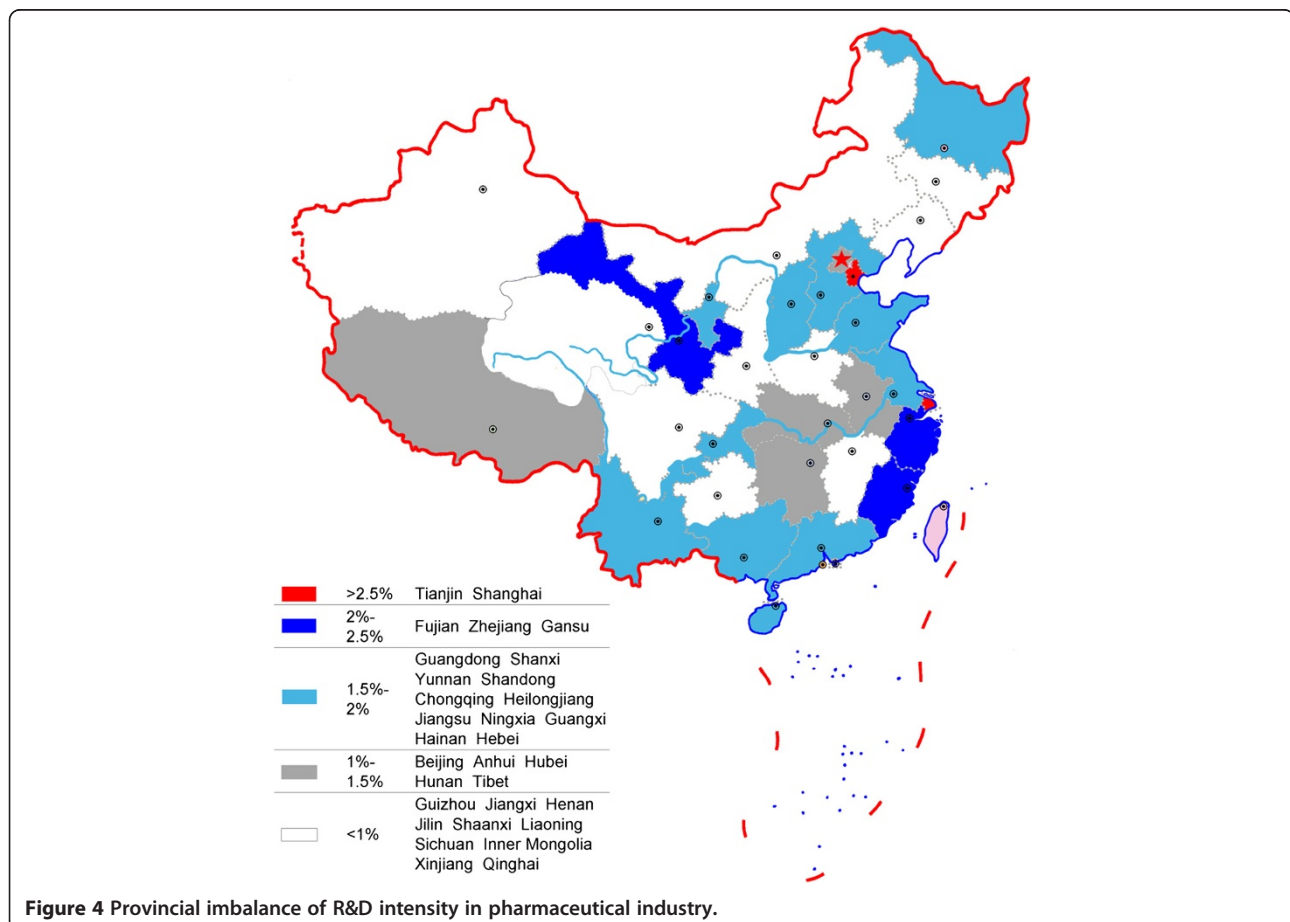 >2.5% Tianjin Shanghai
2%-
2.5%
Fujian Zhejiang Gansu
1.5%-
2%
Guangdong Shanxi
Yunnan Shandong
Chongqing Heilongjiang
Jiangsu Ningxia Guangxi
Hainan Hebei
1%-
1.5%
Beijing Anhui Hubei
Hunan Tibet
<1%
Guizhou Jiangxi Henan
Jilin Shaanxi Liaoning
Sichuan Inner Mongolia
Xinjiang Qinghai
Figure 4 Provincial imbalance of R&D intensity in pharmaceutical industry.